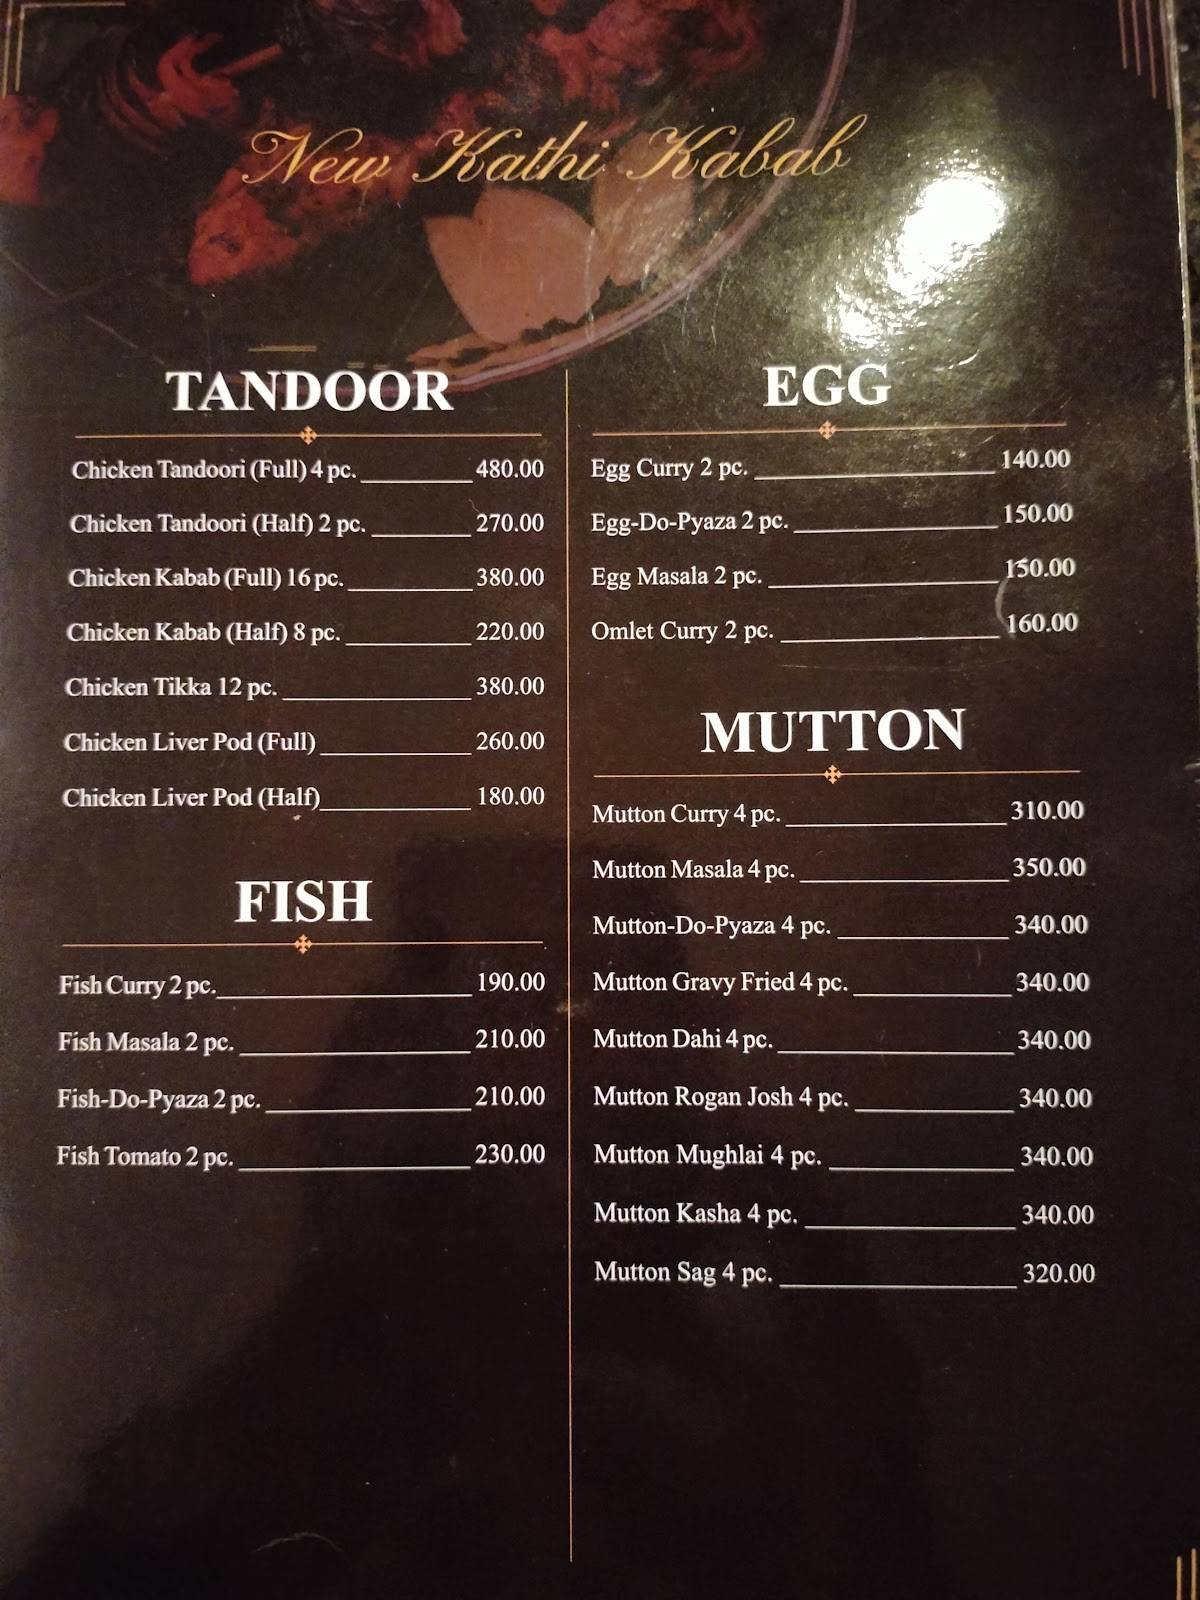 New Kathi Kabab
TANDOOR
Chicken Tandoori (Full) 4 pc. 480.00
Chicken Tandoori (Half) 2 pc. 270.00
Chicken Kabab (Full) 16 pc. 380.00
Chicken Kabab (Half) 8 pc. 220.00
Chicken Tikka 12 pc. 380.00
Chicken Liver Pod (Full) 260.00
Chicken Liver Pod (Half) 180.00
FISH
Fish Curry 2 pc. 190.00
Fish Masala 2 pc. 210.00
Fish-Do-Pyaza 2 pc. 210.00
Fish Tomato 2 pc. 230.00
EGG
Egg Curry 2 pc. 140.00
Egg-Do-Pyaza 2 pc. 150.00
Egg Masala 2 pc. 150.00
Omlet Curry 2 pc. 160.00
MUTTON
Mutton Curry 4 pc. 310.00
Mutton Masala 4 pc. 350.00
Mutton-Do-Pyaza 4 pc. 340.00
Mutton Gravy Fried 4 pc. 340.00
Mutton Dahi 4 pc. 340.00
Mutton Rogan Josh 4 pc. 340.00
Mutton Mughlai 4 pc. 340.00
Mutton Kasha 4 pc. 340.00
Mutton Sag 4 pc. 320.00